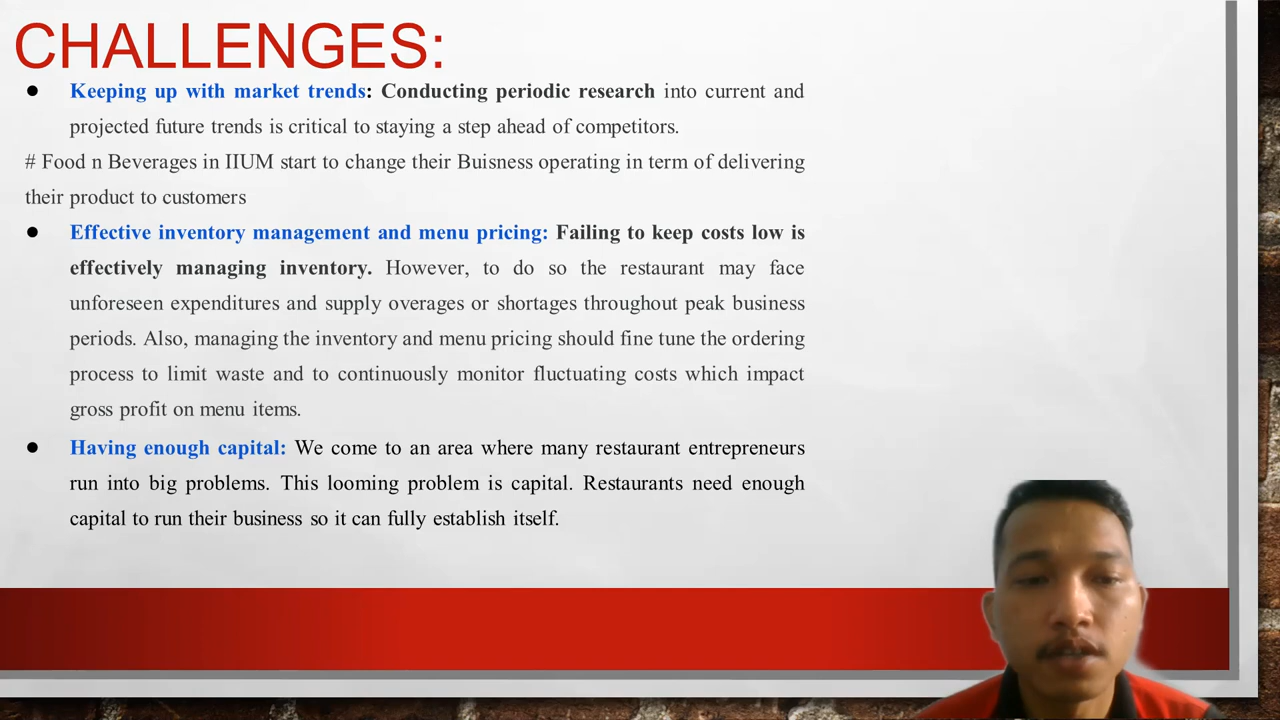 CHALLENGES:
● Keeping up with market trends: Conducting periodic research into current and
projected future trends is critical to staying a step ahead of competitors.
# Food n Beverages in IIUM start to change their Buisness operating in term of delivering
their product to customers
● Effective inventory management and menu pricing: Failing to keep costs low is
effectively managing inventory. However, to do so the restaurant may face
unforeseen expenditures and supply overages or shortages throughout peak business
periods. Also, managing the inventory and menu pricing should fine tune the ordering
process to limit waste and to continuously monitor fluctuating costs which impact
gross profit on menu items.
● Having enough capital: We come to an area where many restaurant entrepreneurs
run into big problems. This looming problem is capital. Restaurants need enough
capital to run their business so it can fully establish itself.